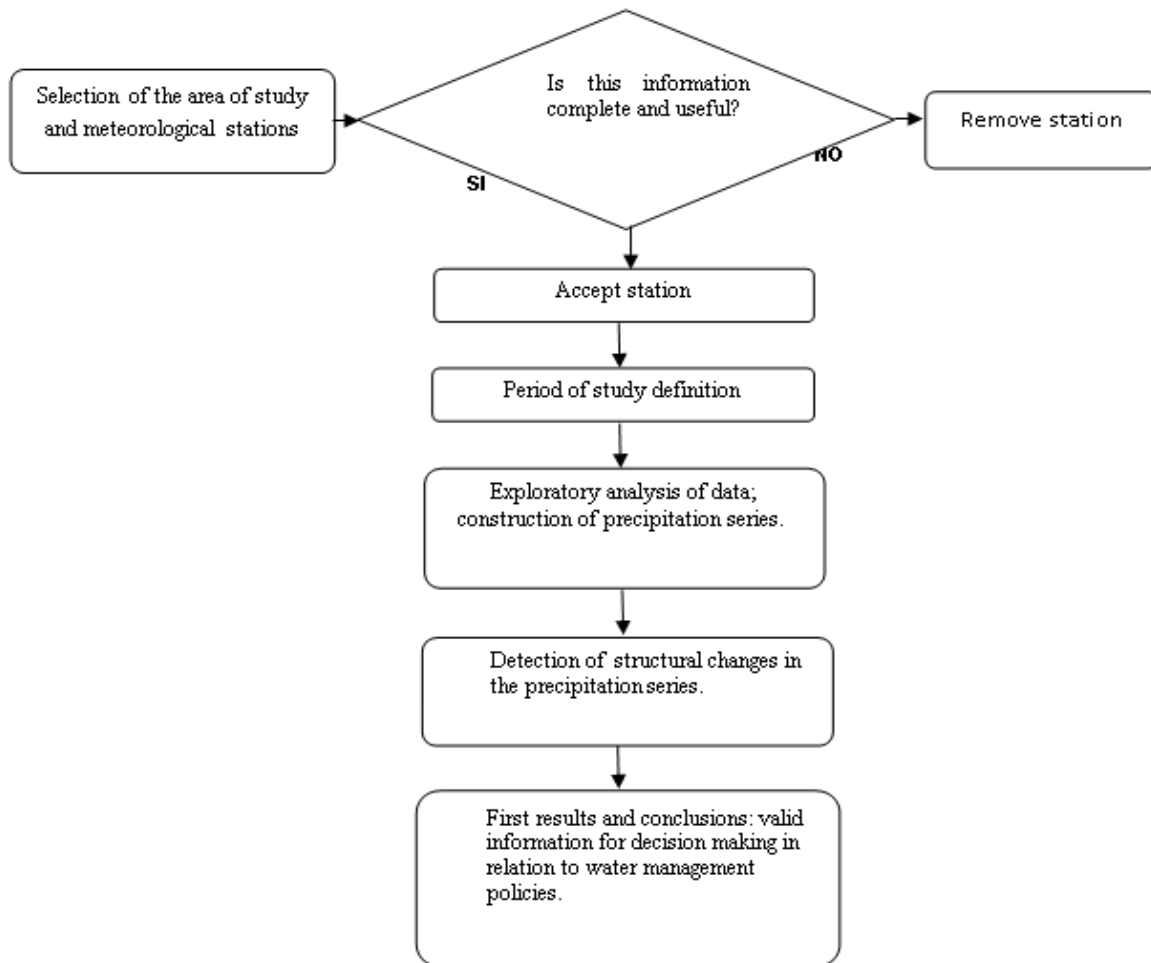 Selection of the area of study
and meteorological stations
Is this information
complete and useful?
Remove station
NO
SI
Accept station
Period of study definition
Exploratory analysis of data;
construction of precipitation series.
Detection of structural changes in
the precipitation series.
First results and conclusions: valid
information for decision making in
relation to water management
policies.